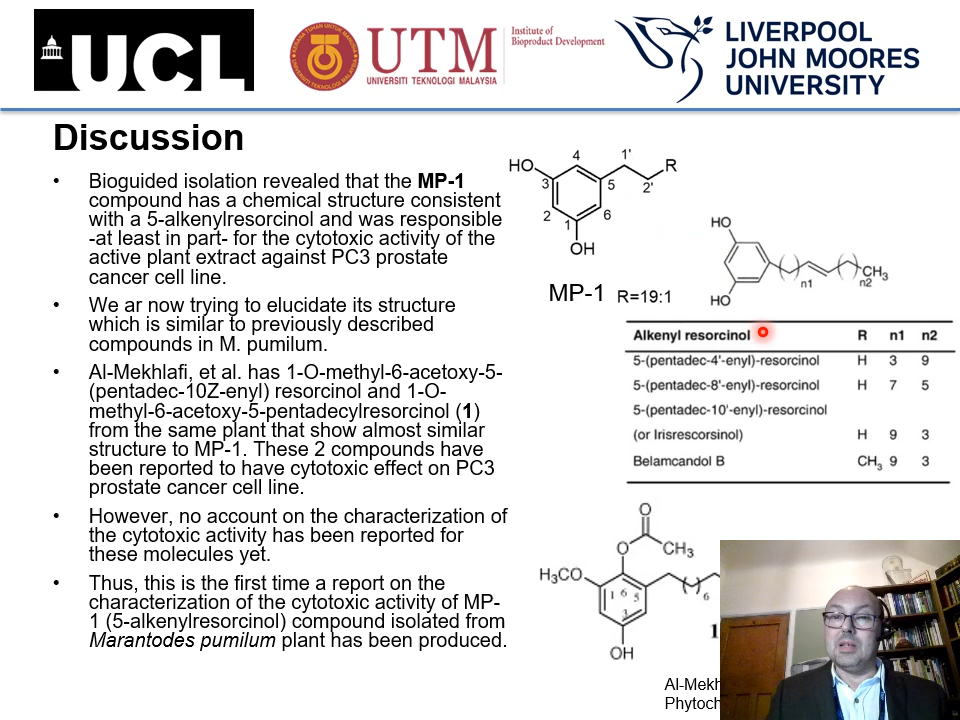 UCL
UTM
UNIVERSITI TEKNOLOGI MALAYSIA
Institute of
Bioproduct Development
LIVERPOOL
JOHN MOORES
UNIVERSITY
Discussion
• Bioguided isolation revealed that the MP-1
compound has a chemical structure consistent
with a 5-alkenylresorcinol and was responsible
-at least in part- for the cytotoxic activity of the
active plant extract against PC3 prostate
cancer cell line.
• We ar now trying to elucidate its structure
which is similar to previously described
compounds in M. pumilum.
• Al-Mekhlafi, et al. has 1-O-methyl-6-acetoxy-5-
(pentadec-10Z-enyl) resorcinol and 1-O-
methyl-6-acetoxy-5-pentadecylresorcinol (1)
from the same plant that show almost similar
structure to MP-1. These 2 compounds have
been reported to have cytotoxic effect on PC3
prostate cancer cell line.
• However, no account on the characterization of
the cytotoxic activity has been reported for
these molecules yet.
• Thus, this is the first time a report on the
characterization of the cytotoxic activity of MP-
1 (5-alkenylresorcinol) compound isolated from
Marantodes pumilum plant has been produced.
HO 4 1' R
3 5 2'
2 1 6
OH
MP-1 R=19:1
HO
n1 n2 CH3
HO
Alkenyl resorcinol R n1 n2
5-(pentadec-4'-enyl)-resorcinol H 3 9
5-(pentadec-8'-enyl)-resorcinol H 7 5
5-(pentadec-10'-enyl)-resorcinol
(or Irisrescorsinol) H 9 3
Belamcandol B CH3 9 3
O
O CH3
H3CO
1 6 5 6
3
1
OH
Al-Mekh
Phytoch